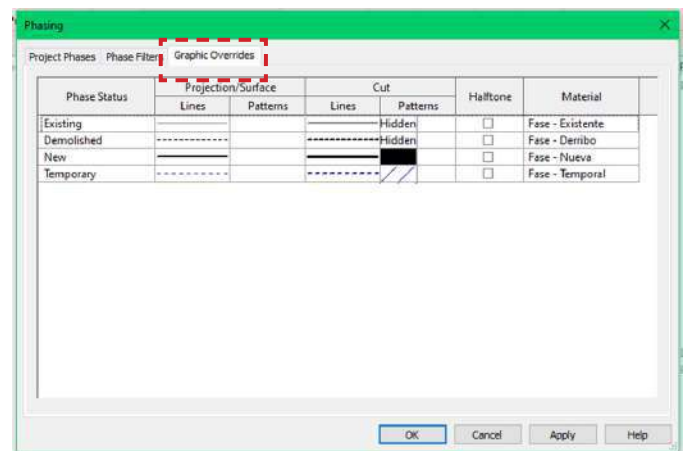 Phasing
Project Phases Phase Filters Graphic Overrides
Phase Status Projection/Surface Cut Halftone Material
Lines Patterns Lines Patterns
Existing Hidden Fase - Existente
Demolished Hidden Fase - Derribo
New Fase - Nueva
Temporary Fase - Temporal
OK Cancel Apply Help